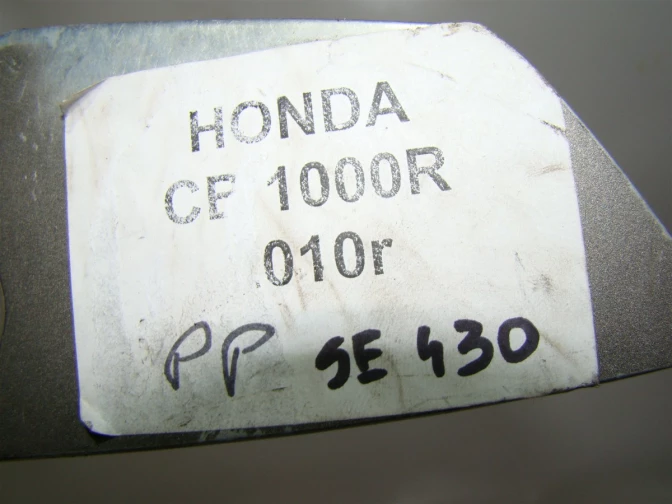 HONDA
CB 1000R
010r
PP SE 430